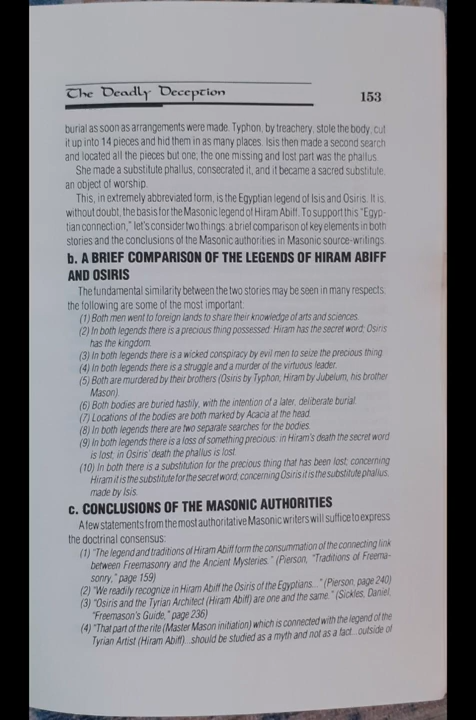 The Deadly Deception 153
burial as soon as arrangements were made. Typhon, by treachery, stole the body, cut
it up into 14 pieces and hid them in as many places. Isis then made a second search
and located all the pieces but one; the one missing and lost part was the phallus.
She made a substitute phallus, consecrated it, and it became a sacred substitute,
an object of worship.
This, in extremely abbreviated form, is the Egyptian legend of Isis and Osiris. It is,
without doubt, the basis for the Masonic legend of Hiram Abiff. To support this "Egyp-
tian connection," let's consider two things: a brief comparison of key elements in both
stories and the conclusions of the Masonic authorities in Masonic source-writings.
b. A BRIEF COMPARISON OF THE LEGENDS OF HIRAM ABIFF
AND OSIRIS
The fundamental similarity between the two stories may be seen in many respects;
the following are some of the most important.
(1) Both men went to foreign lands to share their knowledge of arts and sciences.
(2) In both legends there is a precious thing possessed: Hiram has the secret word; Osiris
has the kingdom.
(3) In both legends there is a wicked conspiracy by evil men to seize the precious thing.
(4) In both legends there is a struggle and a murder of the virtuous leader.
(5) Both are murdered by their brothers (Osiris by Typhon; Hiram by Jubelum, his brother
Mason).
(6) Both bodies are buried hastily, with the intention of a later, deliberate burial.
(7) Locations of the bodies are both marked by Acacia at the head.
(8) In both legends there are two separate searches for the bodies.
(9) In both legends there is a loss of something precious: in Hiram's death the secret word
is lost; in Osiris' death the phallus is lost.
(10) In both there is a substitution for the precious thing that has been lost; concerning
Hiram it is the substitute for the secret word; concerning Osiris it is the substitute phallus,
made by Isis.
c. CONCLUSIONS OF THE MASONIC AUTHORITIES
A few statements from the most authoritative Masonic writers will suffice to express
the doctrinal consensus:
(1) "The legend and traditions of Hiram Abiff form the consummation of the connecting link
between Freemasonry and the Ancient Mysteries." (Pierson, "Traditions of Freema-
sonry," page 159)
(2) "We readily recognize in Hiram Abiff the Osiris of the Egyptians..." (Pierson, page 240)
(3) "Osiris and the Tyrian Architect (Hiram Abiff) are one and the same." (Sickles, Daniel,
"Freemason's Guide," page 236)
(4) "That part of the rite (Master Mason initiation) which is connected with the legend of the
Tyrian Artist (Hiram Abiff)...should be studied as a myth and not as a fact...outside of